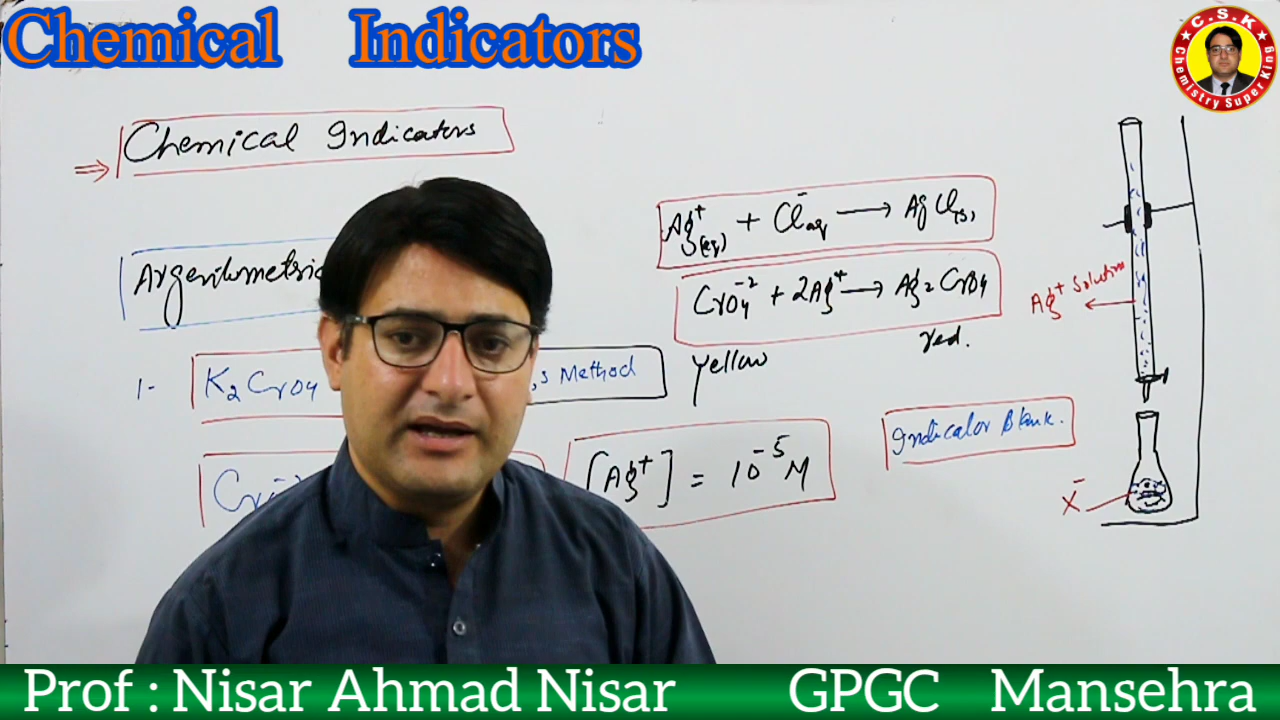 Chemical Indicators
C.S.K
Chemistry Super King
⇒ Chemical Indicators
Ag⁺(aq) + Cl⁻aq ⟶ AgCl(s)
CrO₄⁻² + 2Ag⁺ ⟶ Ag₂CrO₄
yellow
red.
Ag⁺ Solution
1- K₂CrO₄
,s Method
[Ag⁺] = 10⁻⁵ M
Indicator Blank.
X⁻
Prof : Nisar Ahmad Nisar GPGC Mansehra